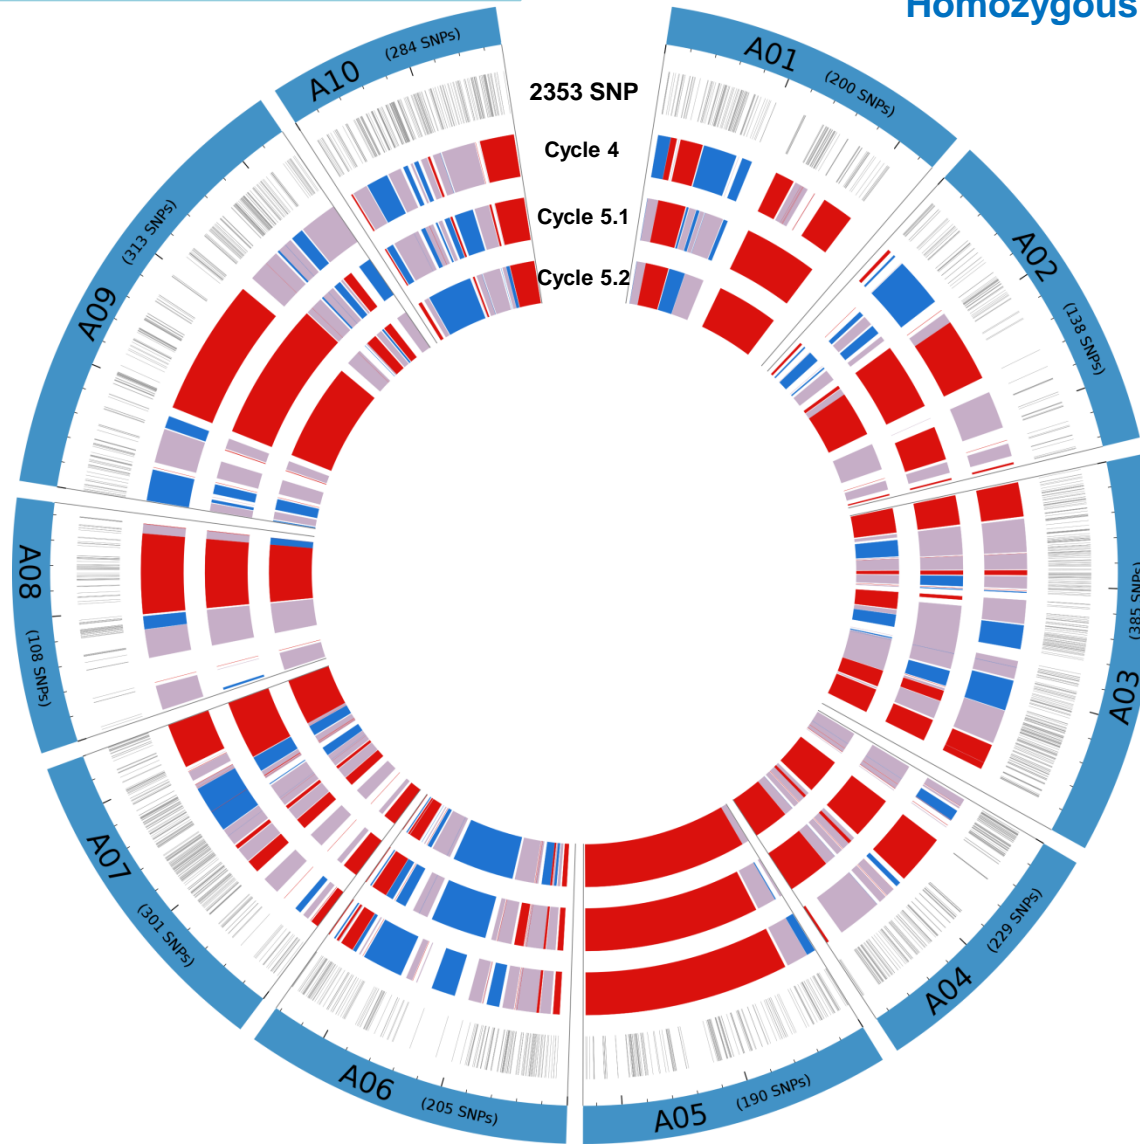 Homozygous
A10 (284 SNPs)
A01 (200 SNPs)
2353 SNP
Cycle 4
Cycle 5.1
Cycle 5.2
A02 (138 SNPs)
A09 (313 SNPs)
A03 (385 SNPs)
A08 (108 SNPs)
A04 (229 SNPs)
A07 (301 SNPs)
A05 (190 SNPs)
A06 (205 SNPs)